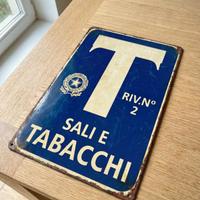 T
RIV. Nº
2
SALI E
TABACCHI